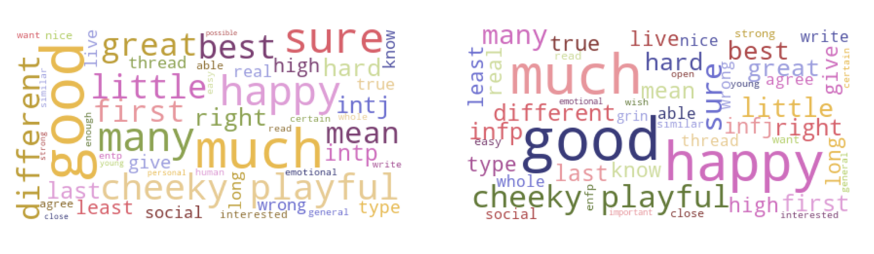 want nice
live
great
best
possible
sure
know
different
similar
good
thread
able
high
hard
real
easy
true
little
happy
first
intj
enough
many
right
certain
whole
much
read
mean
strong
entp
young
give
intp
write
personal
human
emotional
last
cheeky playful
long
agree
least
wrong
type
close
social
interested
general
many
true
live
nice
strong
write
least
real
read
hard
best
much
open
sure
wrong
great
give
certain
mean
young
agree
emotional
wish
different
able
little
grin
similar
infp
good
infj
right
easy
thread
want
type
know
happy
long
general
whole
last
cheeky
enfp
playful
high
first
social
important
close
interested